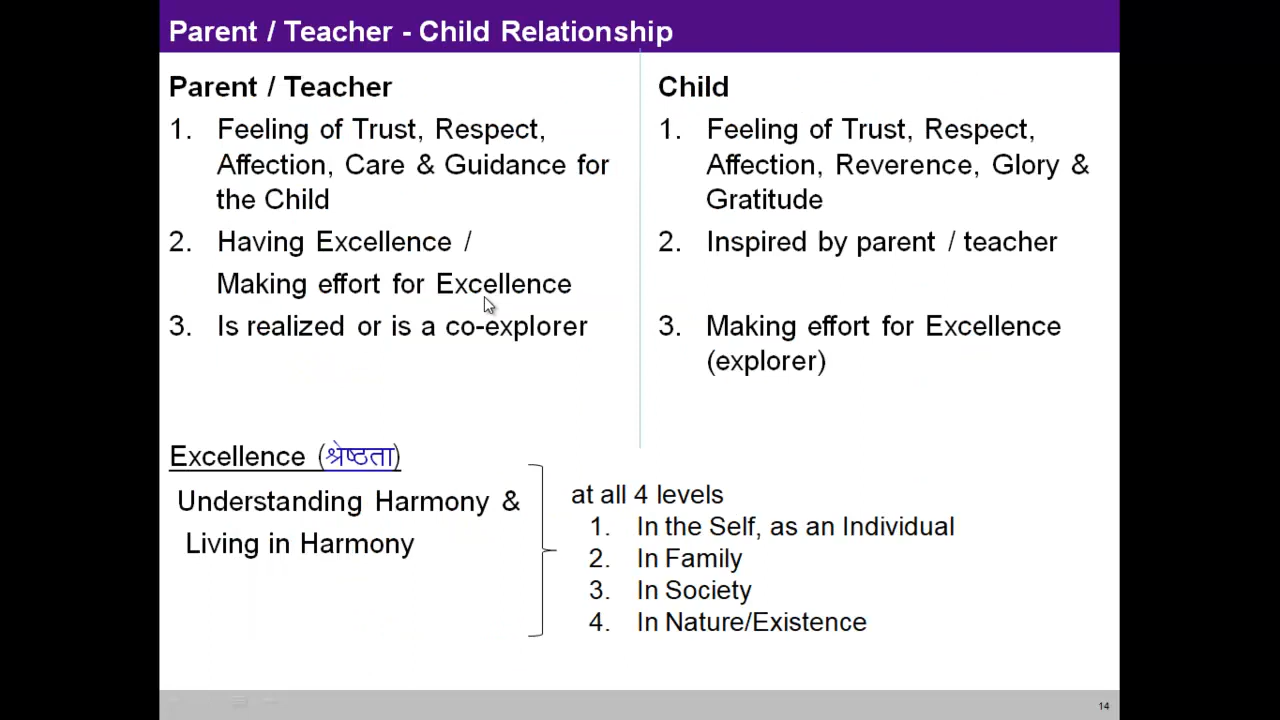 Parent / Teacher - Child Relationship
Parent / Teacher
1. Feeling of Trust, Respect,
Affection, Care & Guidance for
the Child
2. Having Excellence /
Making effort for Excellence
3. Is realized or is a co-explorer
Child
1. Feeling of Trust, Respect,
Affection, Reverence, Glory &
Gratitude
2. Inspired by parent / teacher
3. Making effort for Excellence
(explorer)
Excellence (श्रेष्ठता)
Understanding Harmony &
Living in Harmony
at all 4 levels
1. In the Self, as an Individual
2. In Family
3. In Society
4. In Nature/Existence
14